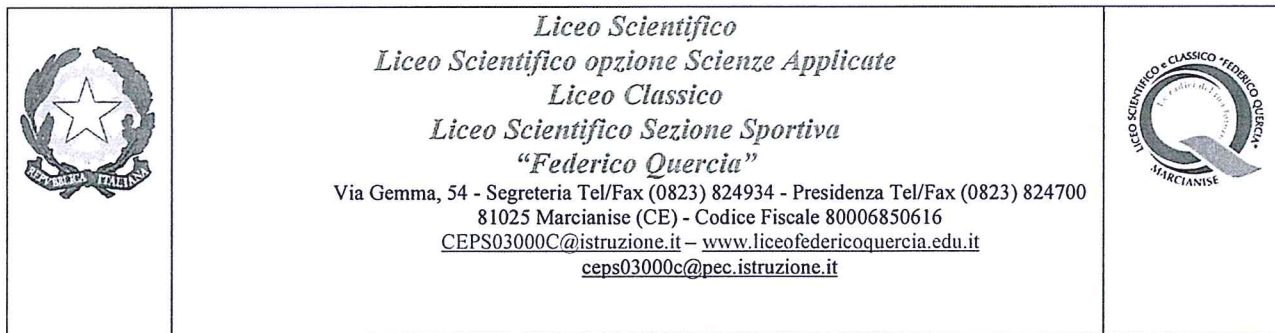 Liceo Scientifico
Liceo Scientifico opzione Scienze Applicate
Liceo Classico
Liceo Scientifico Sezione Sportiva
“Federico Quercia”
Via Gemma, 54 - Segreteria Tel/Fax (0823) 824934 - Presidenza Tel/Fax (0823) 824700
81025 Marcianise (CE) - Codice Fiscale 80006850616
CEPS03000C@istruzione.it – www.liceofedericoquercia.edu.it
ceps03000c@pec.istruzione.it
REPVBBLICA ITALIANA
LICEO SCIENTIFICO e CLASSICO "FEDERICO QUERCIA"
MARCIANISE